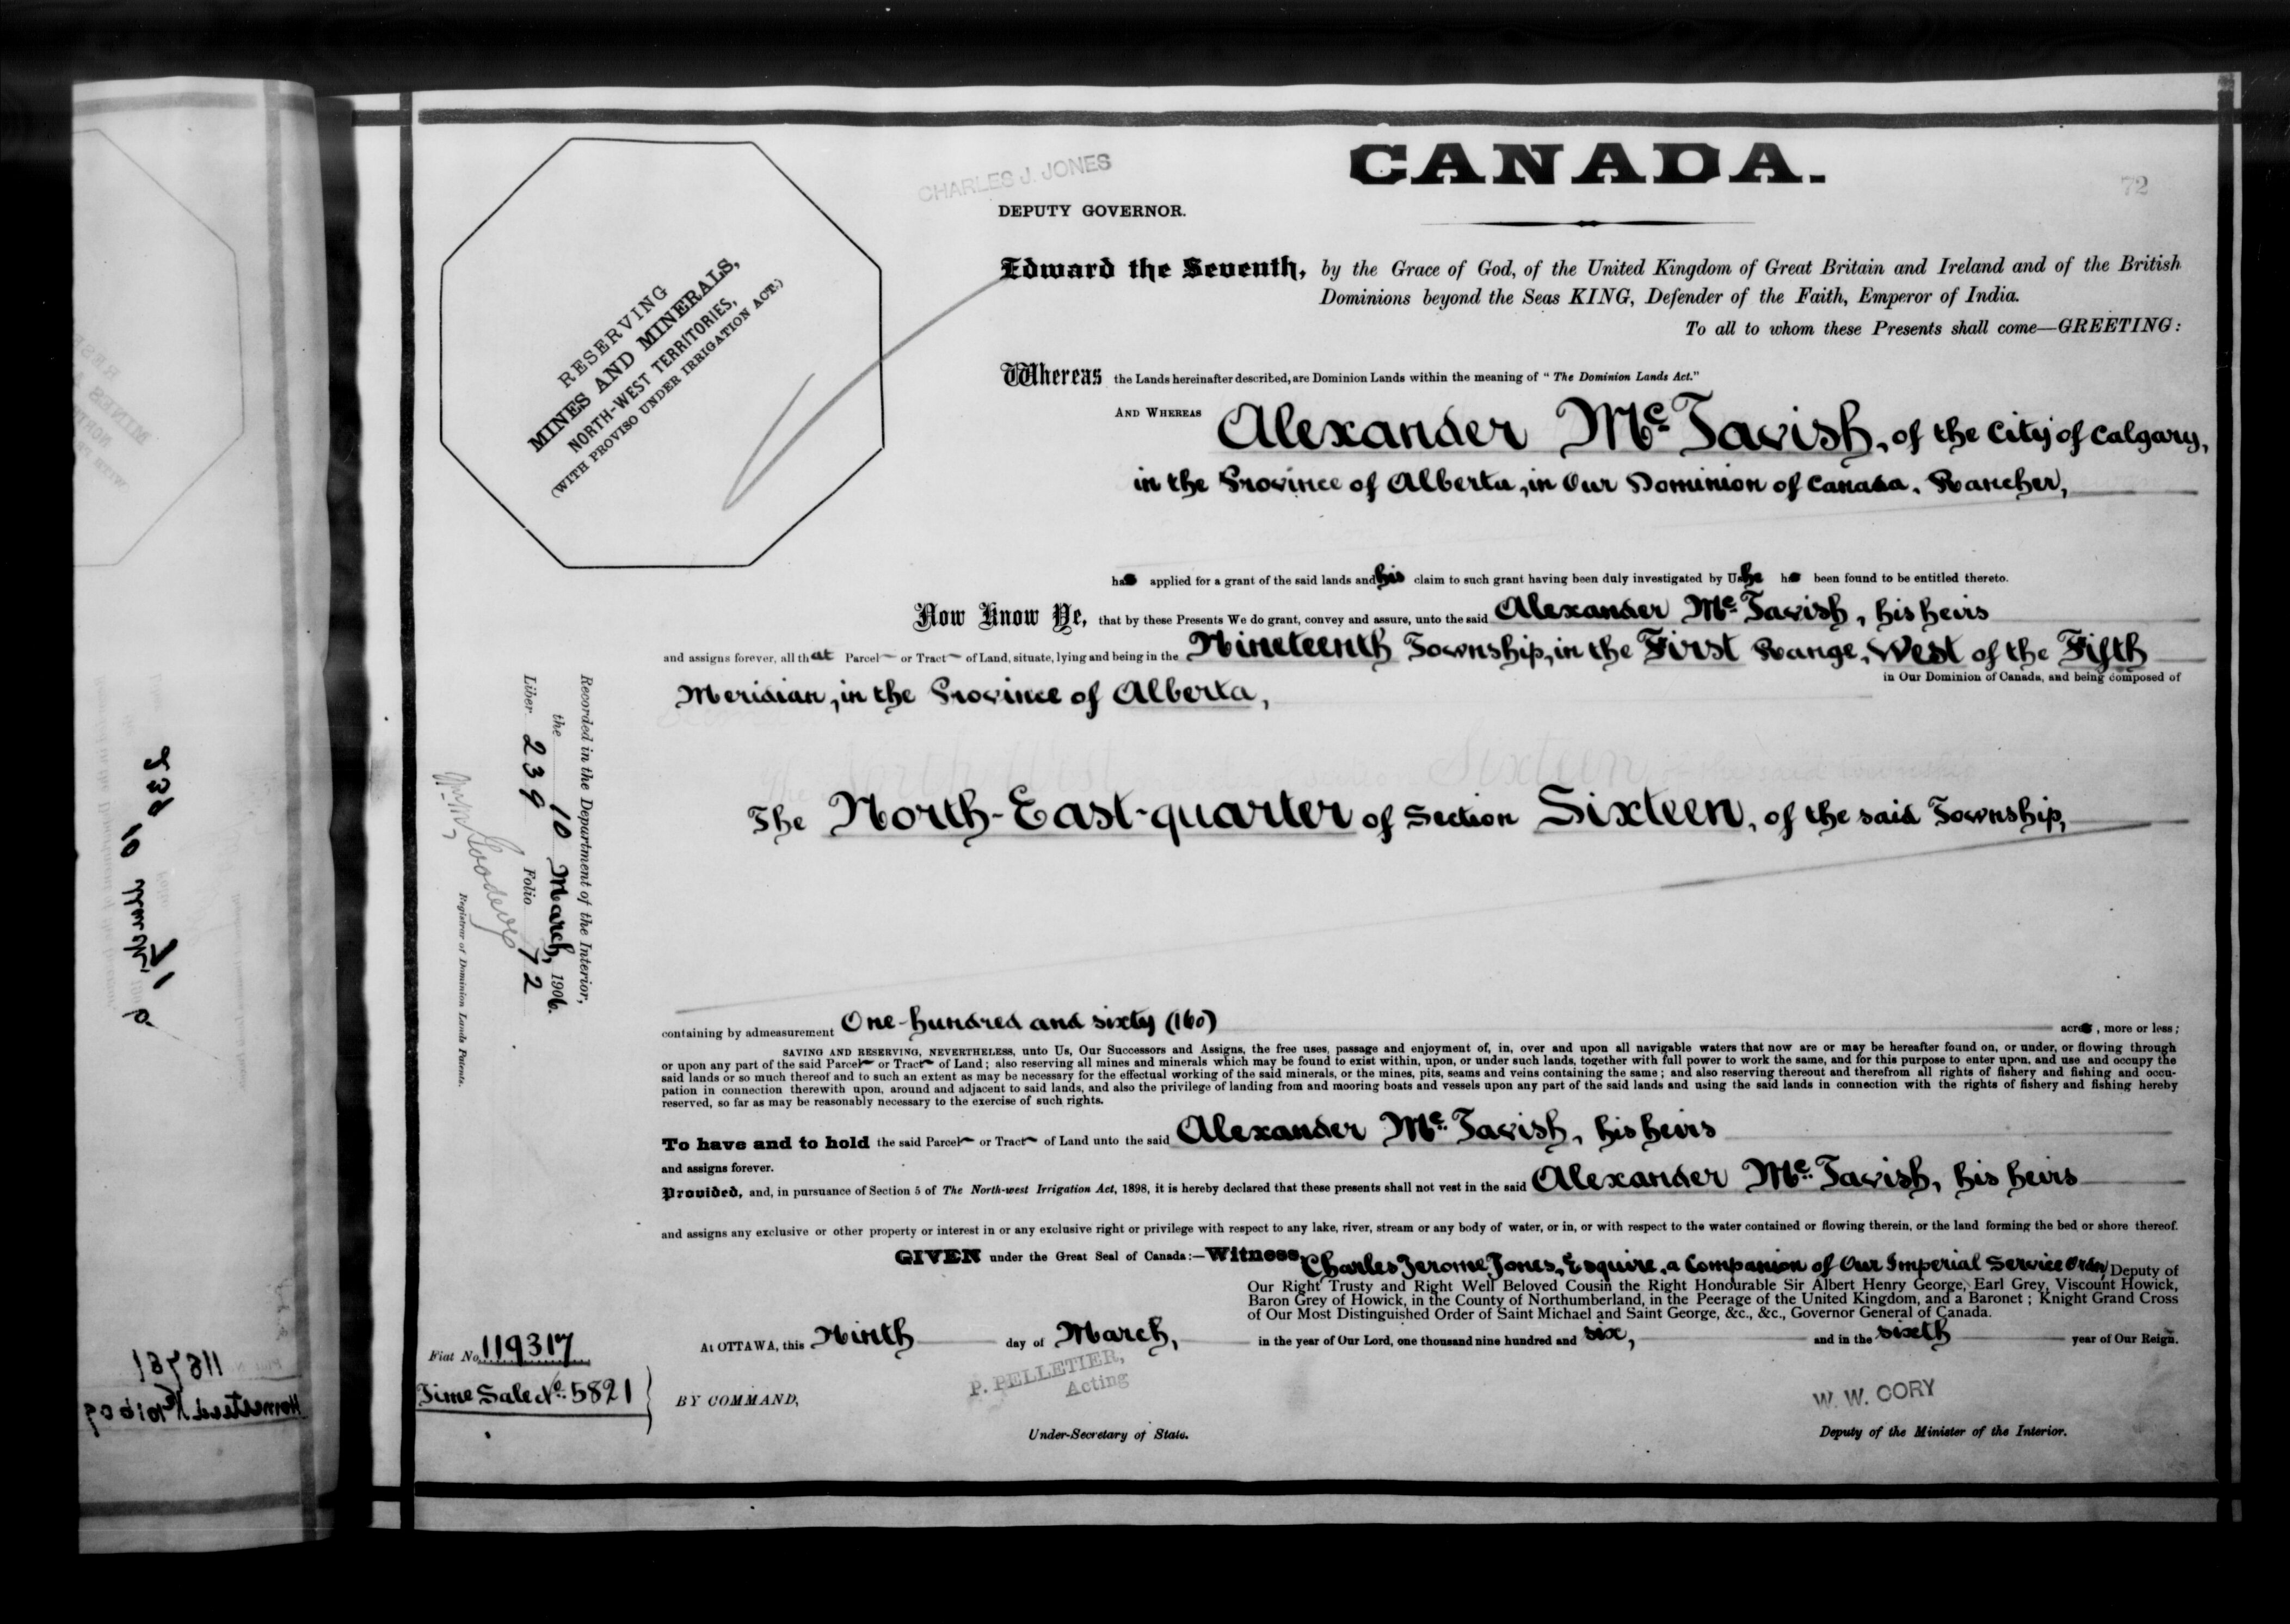 CANADA.
72
CHARLES J. JONES
DEPUTY GOVERNOR.
RESERVING
MINES AND MINERALS,
NORTH-WEST TERRITORIES,
(WITH PROVISO UNDER IRRIGATION ACT.)
Edward the Seventh, by the Grace of God, of the United Kingdom of Great Britain and Ireland and of the British
Dominions beyond the Seas KING, Defender of the Faith, Emperor of India.
To all to whom these Presents shall come—GREETING:
Whereas the Lands hereinafter described, are Dominion Lands within the meaning of "The Dominion Lands Act."
AND WHEREAS Alexander Mc. Tavish, of the City of Calgary,
in the Province of Alberta, in Our Dominion of Canada, Rancher,
has applied for a grant of the said lands and his claim to such grant having been duly investigated by Us he has been found to be entitled thereto.
Now Know Ye, that by these Presents We do grant, convey and assure, unto the said Alexander Mc. Tavish, his heirs
and assigns forever, all that Parcel or Tract of Land, situate, lying and being in the Nineteenth Township, in the First Range, West of the Fifth
Meridian, in the Province of Alberta, in Our Dominion of Canada, and being composed of
The North-East-quarter of Section Sixteen, of the said Township,
containing by admeasurement One-hundred and sixty (160) acres, more or less;
SAVING AND RESERVING, NEVERTHELESS, unto Us, Our Successors and Assigns, the free uses, passage and enjoyment of, in, over and upon all navigable waters that now are or may be hereafter found on, or under, or flowing through
or upon any part of the said Parcel or Tract of Land; also reserving all mines and minerals which may be found to exist within, upon, or under such lands, together with full power to work the same, and for this purpose to enter upon, and use and occupy the
said lands or so much thereof and to such an extent as may be necessary for the effectual working of the said minerals, or the mines, pits, seams and veins containing the same; and also reserving thereout and therefrom all rights of fishery and fishing and occu-
pation in connection therewith upon, around and adjacent to said lands, and also the privilege of landing from and mooring boats and vessels upon any part of the said lands and using the said lands in connection with the rights of fishery and fishing hereby
reserved, so far as may be reasonably necessary to the exercise of such rights.
To have and to hold the said Parcel or Tract of Land unto the said Alexander Mc. Tavish, his heirs
and assigns forever.
Provided, and, in pursuance of Section 5 of The North-west Irrigation Act, 1898, it is hereby declared that these presents shall not vest in the said Alexander Mc. Tavish, his heirs
and assigns any exclusive or other property or interest in or any exclusive right or privilege with respect to any lake, river, stream or any body of water, or in, or with respect to the water contained or flowing therein, or the land forming the bed or shore thereof.
GIVEN under the Great Seal of Canada:—Witness, Charles Jerome Jones, Esquire, a Companion of Our Imperial Service Order, Deputy of
Our Right Trusty and Right Well Beloved Cousin the Right Honourable Sir Albert Henry George, Earl Grey, Viscount Howick,
Baron Grey of Howick, in the County of Northumberland, in the Peerage of the United Kingdom, and a Baronet; Knight Grand Cross
of Our Most Distinguished Order of Saint Michael and Saint George, &c., &c., Governor General of Canada.
At OTTAWA, this Ninth day of March, in the year of Our Lord, one thousand nine hundred and six, and in the sixth year of Our Reign.
BY COMMAND,
P. PELLETIER,
Acting
Under-Secretary of State.
W. W. CORY
Deputy of the Minister of the Interior.
Fiat No. 119317
Time Sale No. 5821
Recorded in the Department of the Interior,
the 10 March, 1906.
Liber 239 Folio 72
Registrar of Dominion Lands Patents.
118781
Homestead